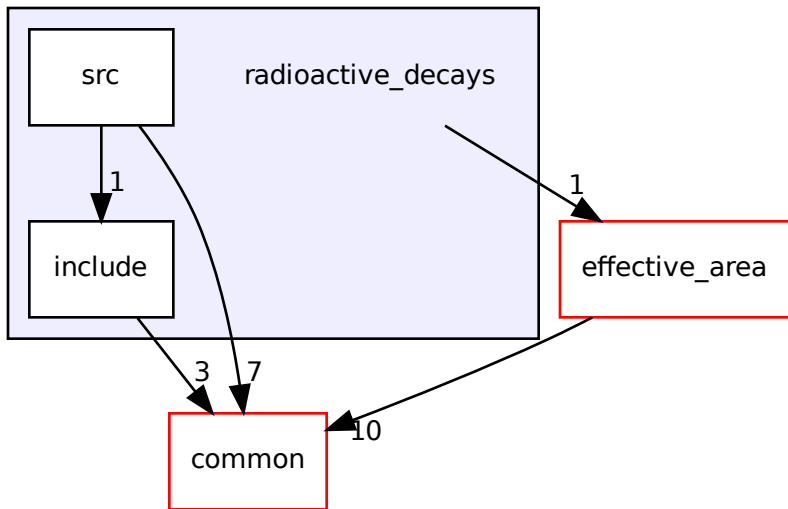 src
radioactive_decays
1
1
include
effective_area
3
7
10
common